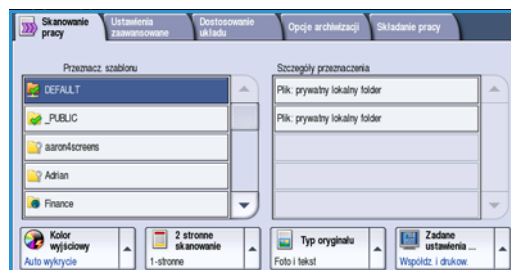 Skanowanie pracy
Ustawienia zaawansowane
Dostosowanie układu
Opcje archiwizacji
Składanie pracy
Przeznacz. szablonu
Szczegóły przeznaczenia
DEFAULT
Plik: prywatny lokalny folder
_PUBLIC
Plik: prywatny lokalny folder
aaron4screens
Adrian
Finance
Kolor wyjściowy
Auto wykrycie
2 stronne skanowanie
1-stronne
Typ oryginału
Foto i tekst
Zadane ustawienia ...
Współdz. i drukow.